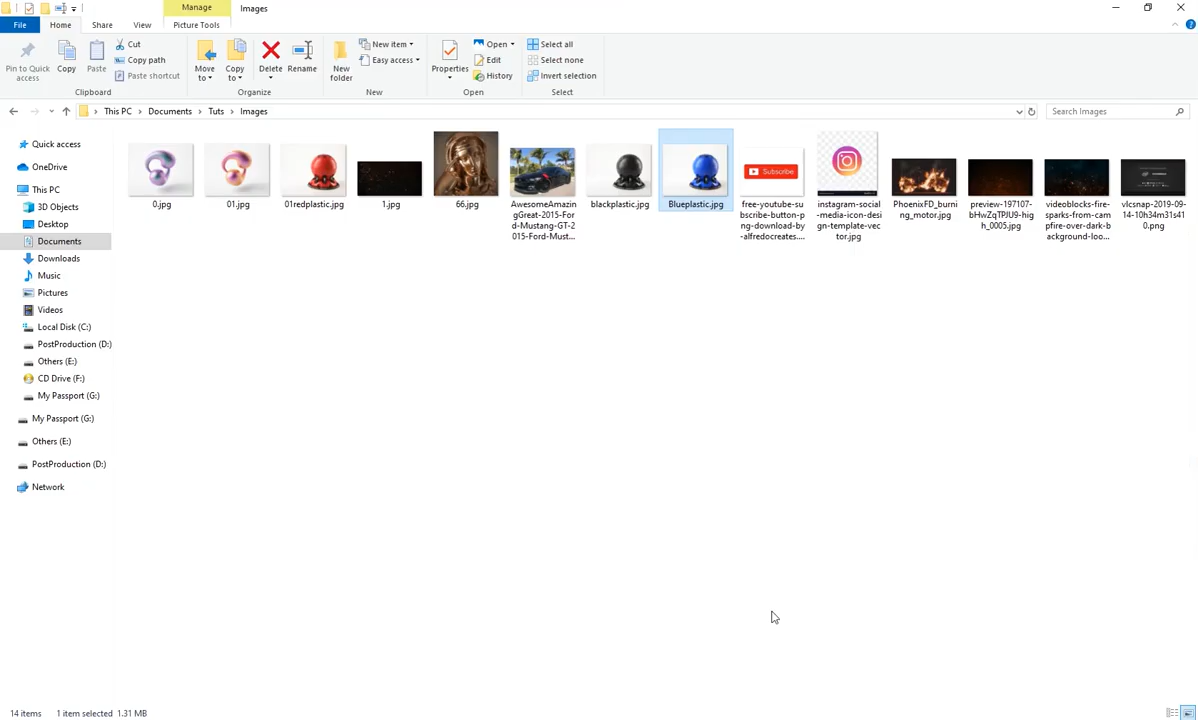 Manage
Images
File
Home
Share
View
Picture Tools
Pin to Quick
access
Copy
Paste
Cut
Copy path
Paste shortcut
Clipboard
Move
to
Copy
to
Delete
Rename
Organize
New
folder
New item
Easy access
New
Properties
Open
Edit
History
Open
Select all
Select none
Invert selection
Select
This PC
Documents
Tuts
Images
Search Images
Quick access
OneDrive
This PC
3D Objects
Desktop
Documents
Downloads
Music
Pictures
Videos
Local Disk (C:)
PostProduction (D:)
Others (E:)
CD Drive (F:)
My Passport (G:)
My Passport (G:)
Others (E:)
PostProduction (D:)
Network
0.jpg
01.jpg
01redplastic.jpg
1.jpg
66.jpg
AwesomeAmazin
gGreat-2015-For
d-Mustang-GT-2
015-Ford-Must...
blackplastic.jpg
Blueplastic.jpg
Subscribe
free-youtube-su
bscribe-button-p
ng-download-by
-alfredocreates....
instagram-social
-media-icon-desi
gn-template-vec
tor.jpg
PhoenixFD_burni
ng_motor.jpg
preview-197107-
bHwZqTPJU9-hig
h_0005.jpg
videoblocks-fire-
sparks-from-cam
pfire-over-dark-b
ackground-loo...
vlcsnap-2019-09-
14-10h34m31s41
0.png
14 items
1 item selected 1.31 MB